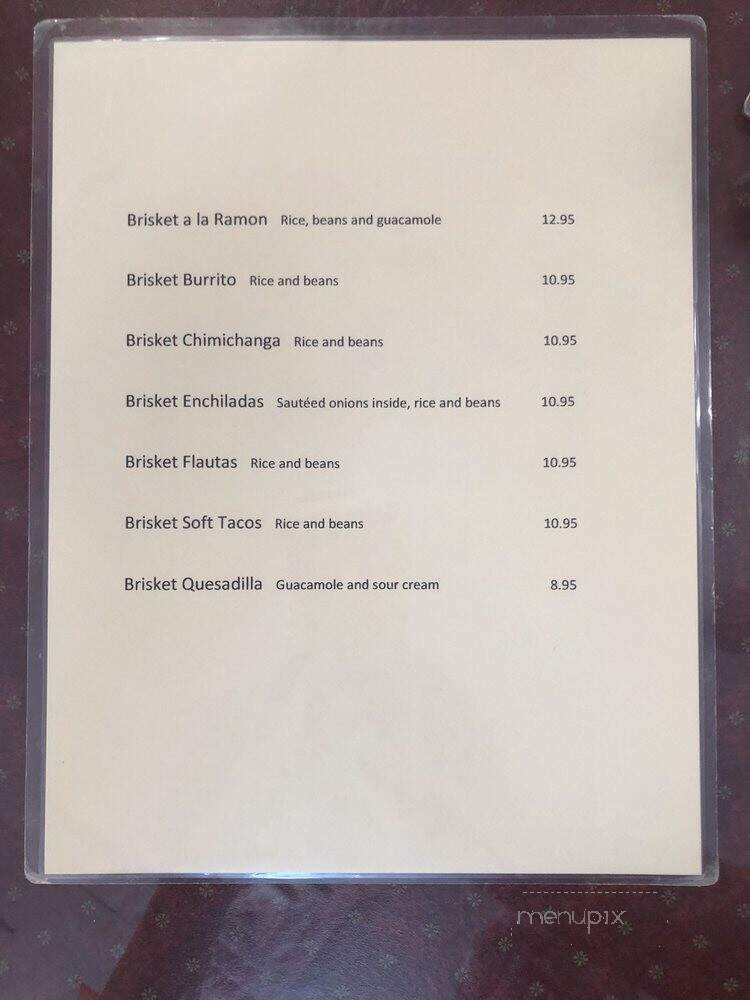 Brisket a la Ramon Rice, beans and guacamole 12.95
Brisket Burrito Rice and beans 10.95
Brisket Chimichanga Rice and beans 10.95
Brisket Enchiladas Sautéed onions inside, rice and beans 10.95
Brisket Flautas Rice and beans 10.95
Brisket Soft Tacos Rice and beans 10.95
Brisket Quesadilla Guacamole and sour cream 8.95
menupix